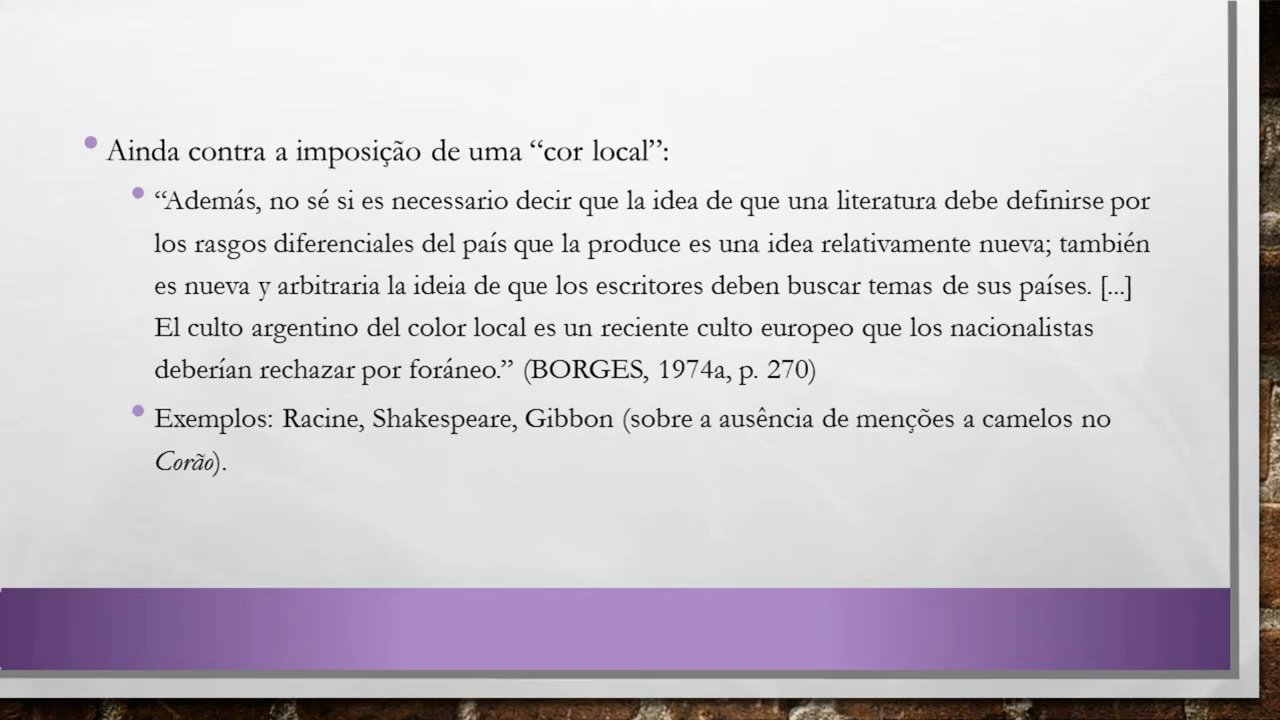 Ainda contra a imposição de uma “cor local”:
“Además, no sé si es necessario decir que la idea de que una literatura debe definirse por
los rasgos diferenciales del país que la produce es una idea relativamente nueva; también
es nueva y arbitraria la ideia de que los escritores deben buscar temas de sus países. [...]
El culto argentino del color local es un reciente culto europeo que los nacionalistas
deberían rechazar por foráneo.” (BORGES, 1974a, p. 270)
Exemplos: Racine, Shakespeare, Gibbon (sobre a ausência de menções a camelos no
Corão).